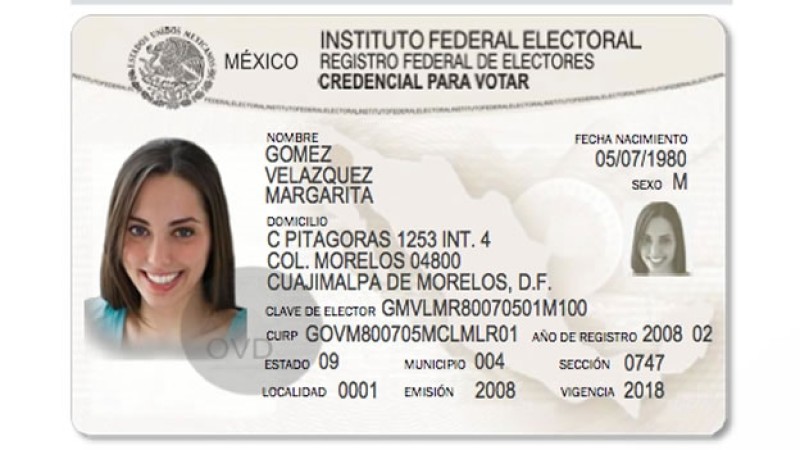 ESTADOS UNIDOS MEXICANOS
MÉXICO
INSTITUTO FEDERAL ELECTORAL
REGISTRO FEDERAL DE ELECTORES
CREDENCIAL PARA VOTAR
NOMBRE
GOMEZ
VELAZQUEZ
MARGARITA
FECHA NACIMIENTO
05/07/1980
SEXO M
DOMICILIO
C PITAGORAS 1253 INT. 4
COL. MORELOS 04800
CUAJIMALPA DE MORELOS, D.F.
CLAVE DE ELECTOR GMVLMR80070501M100
CURP GOVM800705MCLMLR01 AÑO DE REGISTRO 2008 02
OVD
ESTADO 09 MUNICIPIO 004 SECCIÓN 0747
LOCALIDAD 0001 EMISIÓN 2008 VIGENCIA 2018